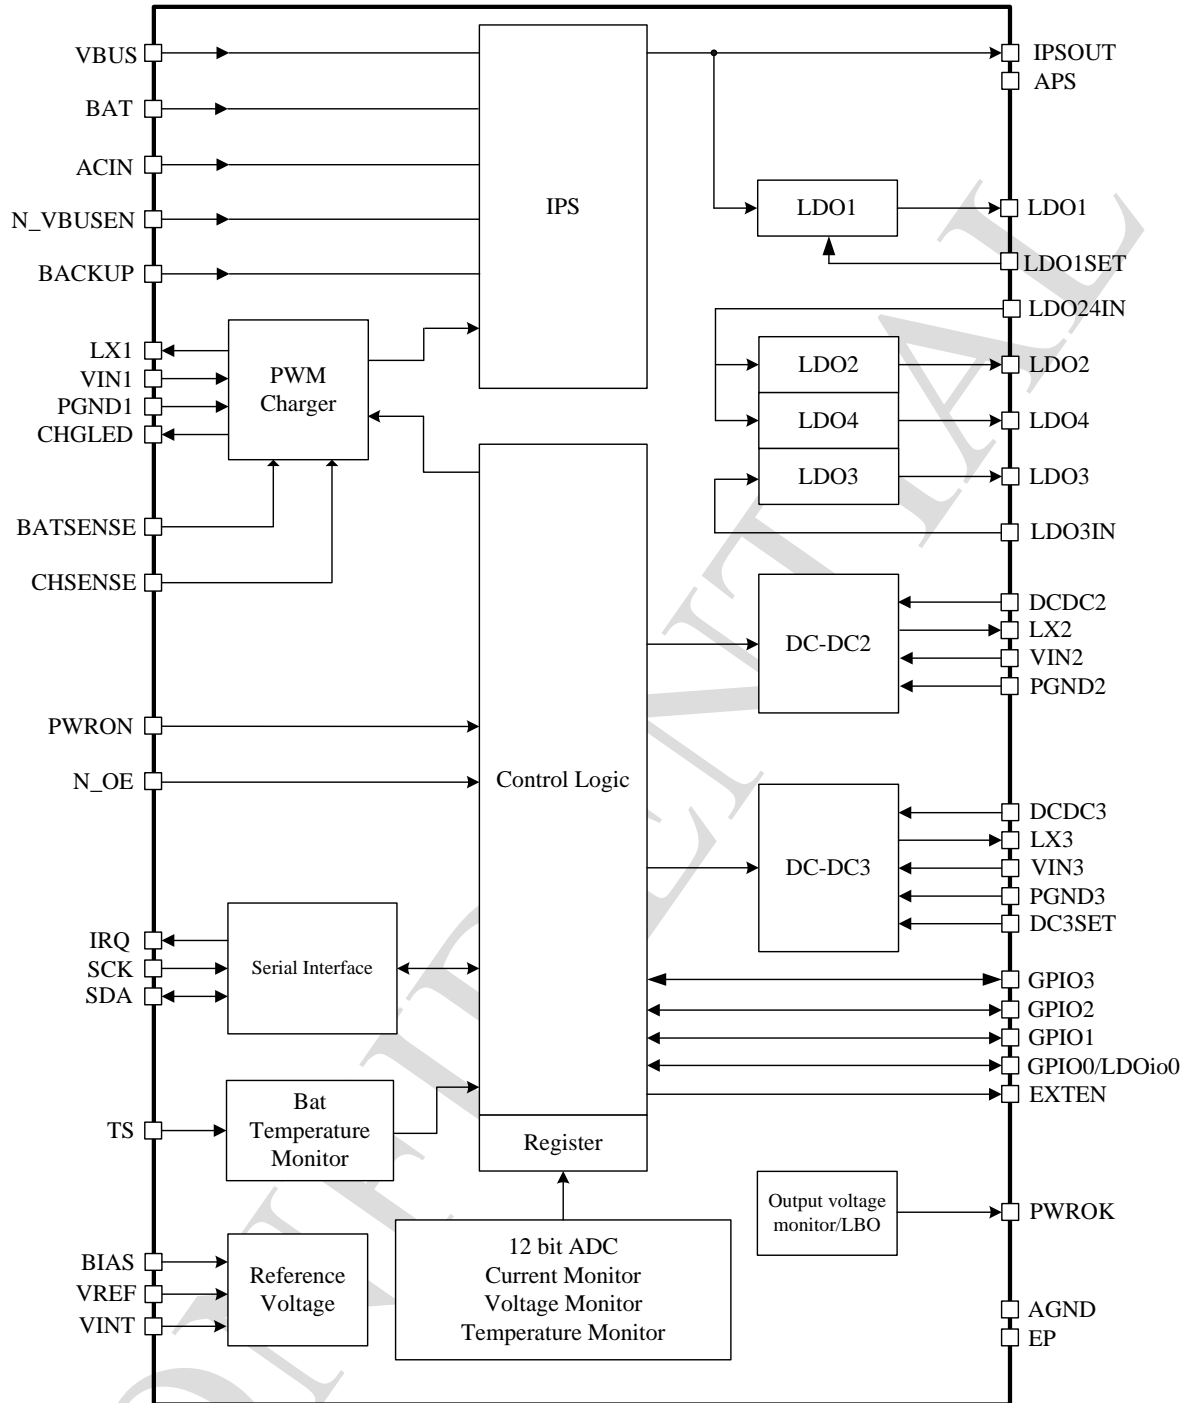 VBUS
BAT
ACIN
N_VBUSEN
BACKUP
LX1
VIN1
PGND1
CHGLED
BATSENSE
CHSENSE
PWRON
N_OE
IRQ
SCK
SDA
TS
BIAS
VREF
VINT
IPS
PWM
Charger
Control Logic
Serial Interface
Bat
Temperature
Monitor
Register
Reference
Voltage
12 bit ADC
Current Monitor
Voltage Monitor
Temperature Monitor
LDO1
LDO2
LDO4
LDO3
DC-DC2
DC-DC3
Output voltage
monitor/LBO
IPSOUT
APS
LDO1
LDO1SET
LDO24IN
LDO2
LDO4
LDO3
LDO3IN
DCDC2
LX2
VIN2
PGND2
DCDC3
LX3
VIN3
PGND3
DC3SET
GPIO3
GPIO2
GPIO1
GPIO0/LDOio0
EXTEN
PWROK
AGND
EP
CONFIDENTIAL